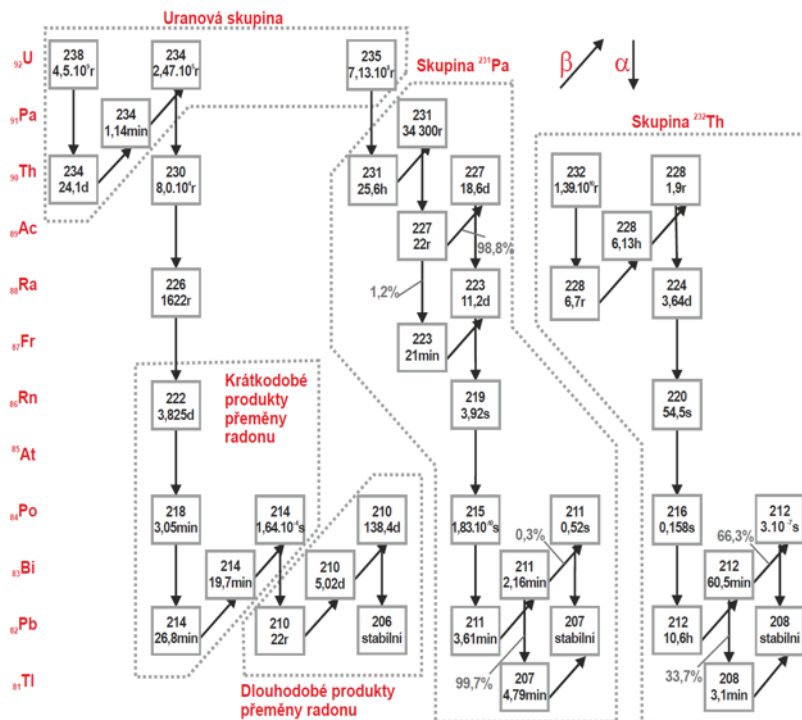 Uranová skupina
₉₂U
238
4,5.10⁹r
234
2,47.10⁵r
235
7,13.10⁸r
Skupina ²³¹Pa
β
α
₉₁Pa
234
1,14min
231
34 300r
Skupina ²³²Th
₉₀Th
234
24,1d
230
8,0.10⁴r
231
25,6h
227
18,6d
232
1,39.10¹⁰r
228
1,9r
₈₉Ac
227
22r
98,8%
228
6,13h
₈₈Ra
226
1622r
1,2%
223
11,2d
228
6,7r
224
3,64d
₈₇Fr
223
21min
₈₆Rn
Krátkodobé
produkty
přeměny
radonu
222
3,825d
219
3,92s
220
54,5s
⁸⁵At
₈₄Po
218
3,05min
214
1,64.10⁻⁴s
210
138,4d
215
0,3%
211
0,52s
216
0,158s
66,3%
212
3.10⁻⁷s
₈₃Bi
214
19,7min
210
5,02d
211
2,16min
212
60,5min
₈₂Pb
214
26,8min
210
22r
206
stabilni
211
3,61min
207
stabilni
212
10,6h
208
stabilni
₈₁Tl
Dlouhodobé produkty
přeměny radonu
99,7%
207
4,79min
33,7%
208
3,1min